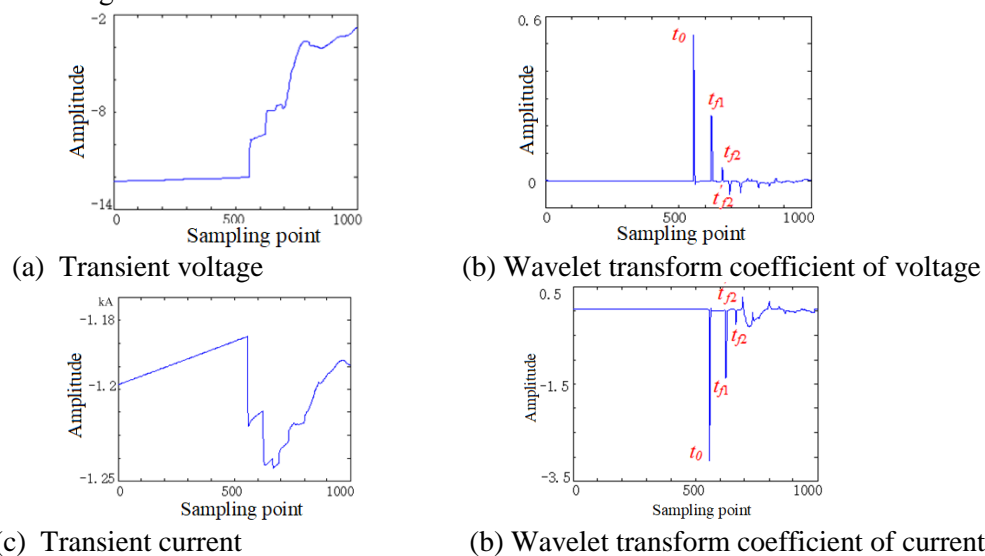 -2
-8
-14
Amplitude
0
500
1000
Sampling point
(a) Transient voltage
0.6
0
Amplitude
t0
tf1
tf2
t'f2
0
500
1000
Sampling point
(b) Wavelet transform coefficient of voltage
kA
-1.18
-1.2
-1.25
Amplitude
0
500
1000
Sampling point
(c) Transient current
0.5
-1.5
-3.5
Amplitude
tf2
tf2
tf1
t0
0
500
1000
Sampling point
(b) Wavelet transform coefficient of current